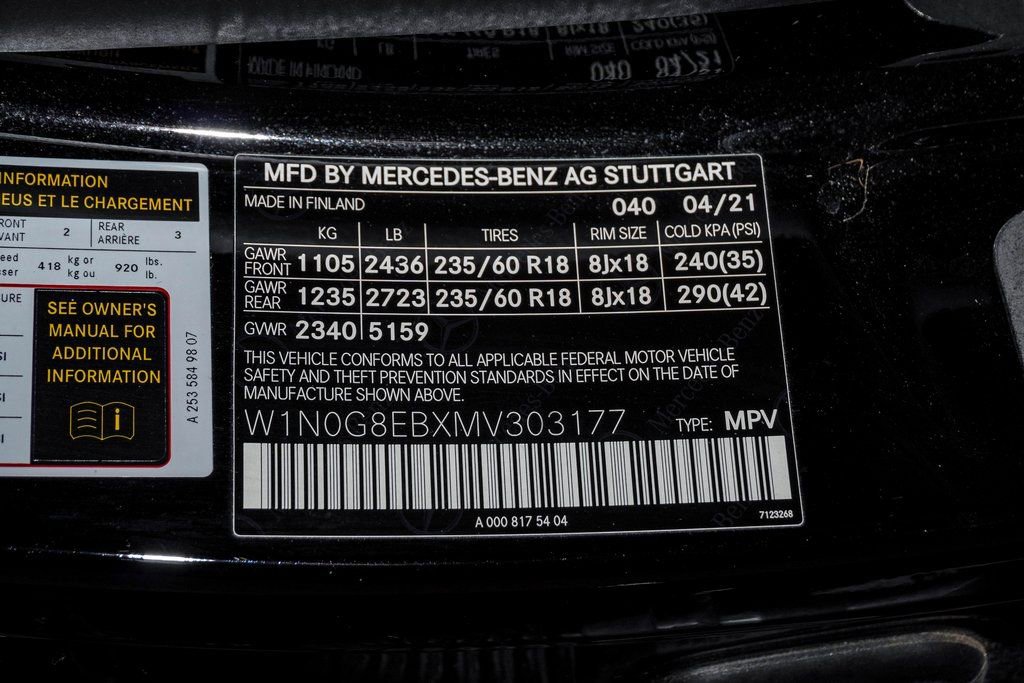 INFORMATION
EUS ET LE CHARGEMENT
RONT 2 REAR 3
VANT ARRIÈRE
418 kg or 920 lbs.
kg ou lb.
SEE OWNER'S
MANUAL FOR
ADDITIONAL
INFORMATION
i
A 253 584 98 07
MFD BY MERCEDES-BENZ AG STUTTGART
MADE IN FINLAND 040 04/21
KG LB TIRES RIM SIZE COLD KPA(PSI)
GAWR FRONT 1105 2436 235/60 R18 8Jx18 240(35)
GAWR REAR 1235 2723 235/60 R18 8Jx18 290(42)
GVWR 2340 5159
THIS VEHICLE CONFORMS TO ALL APPLICABLE FEDERAL MOTOR VEHICLE
SAFETY AND THEFT PREVENTION STANDARDS IN EFFECT ON THE DATE OF
MANUFACTURE SHOWN ABOVE.
W1N0G8EBXMV303177 TYPE: MPV
A 000 817 54 04
7123268